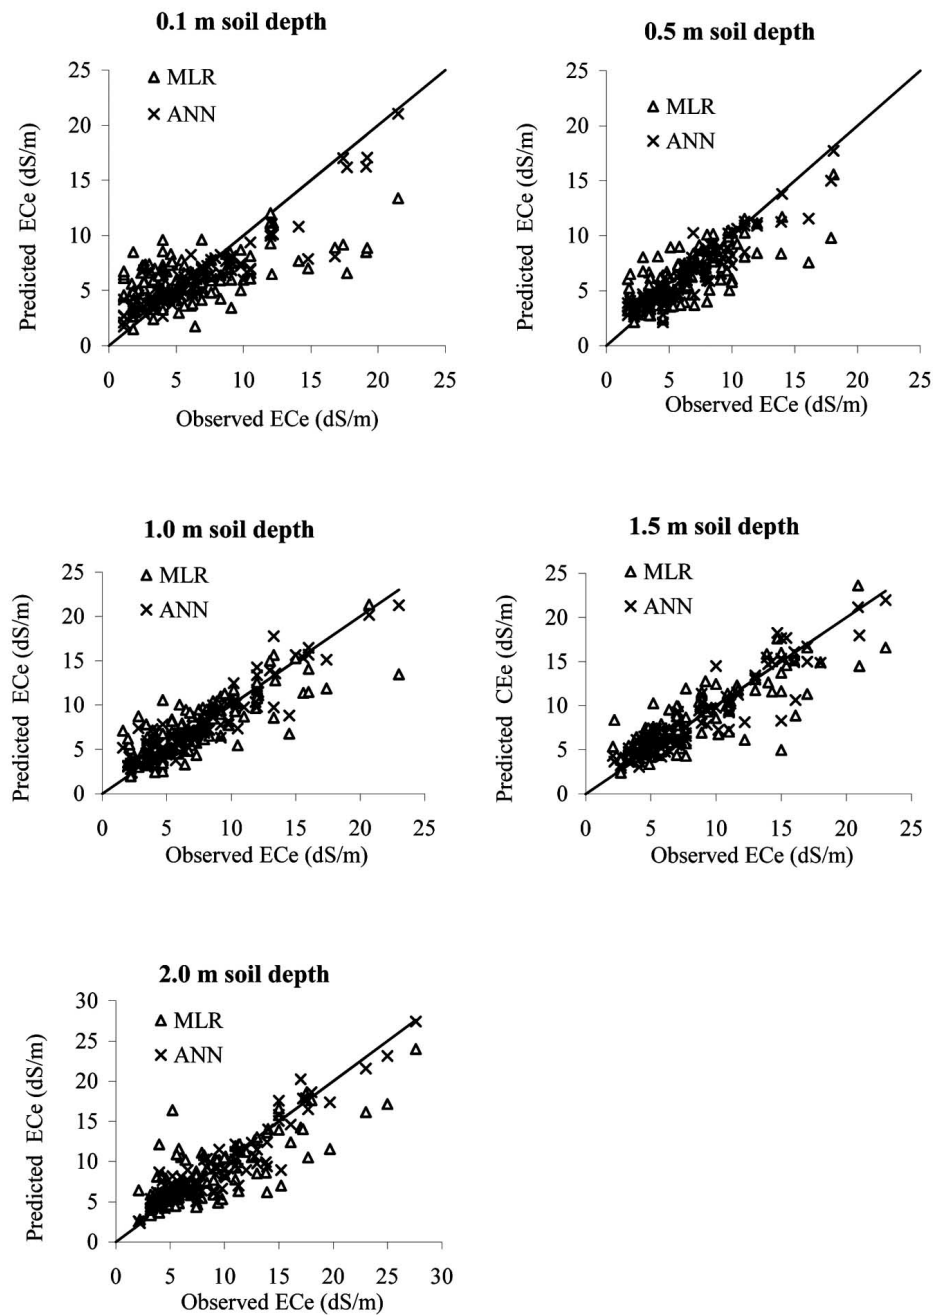 0.1 m soil depth
25
20
15
10
5
0
Predicted ECe (dS/m)
MLR
ANN
0 5 10 15 20 25
Observed ECe (dS/m)
0.5 m soil depth
25
20
15
10
5
0
Predicted ECe (dS/m)
MLR
ANN
0 5 10 15 20 25
Observed ECe (dS/m)
1.0 m soil depth
25
20
15
10
5
0
Predicted ECe (dS/m)
MLR
ANN
0 5 10 15 20 25
Observed ECe (dS/m)
1.5 m soil depth
25
20
15
10
5
0
Predicted CEe (dS/m)
MLR
ANN
0 5 10 15 20 25
Observed ECe (dS/m)
2.0 m soil depth
30
25
20
15
10
5
0
Predicted ECe (dS/m)
MLR
ANN
0 5 10 15 20 25 30
Observed ECe (dS/m)